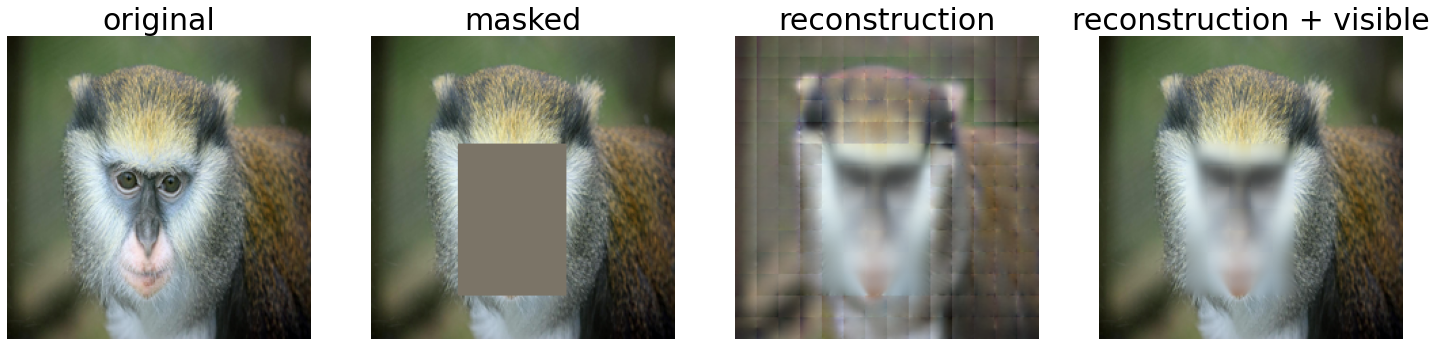 original
masked
reconstruction
reconstruction + visible